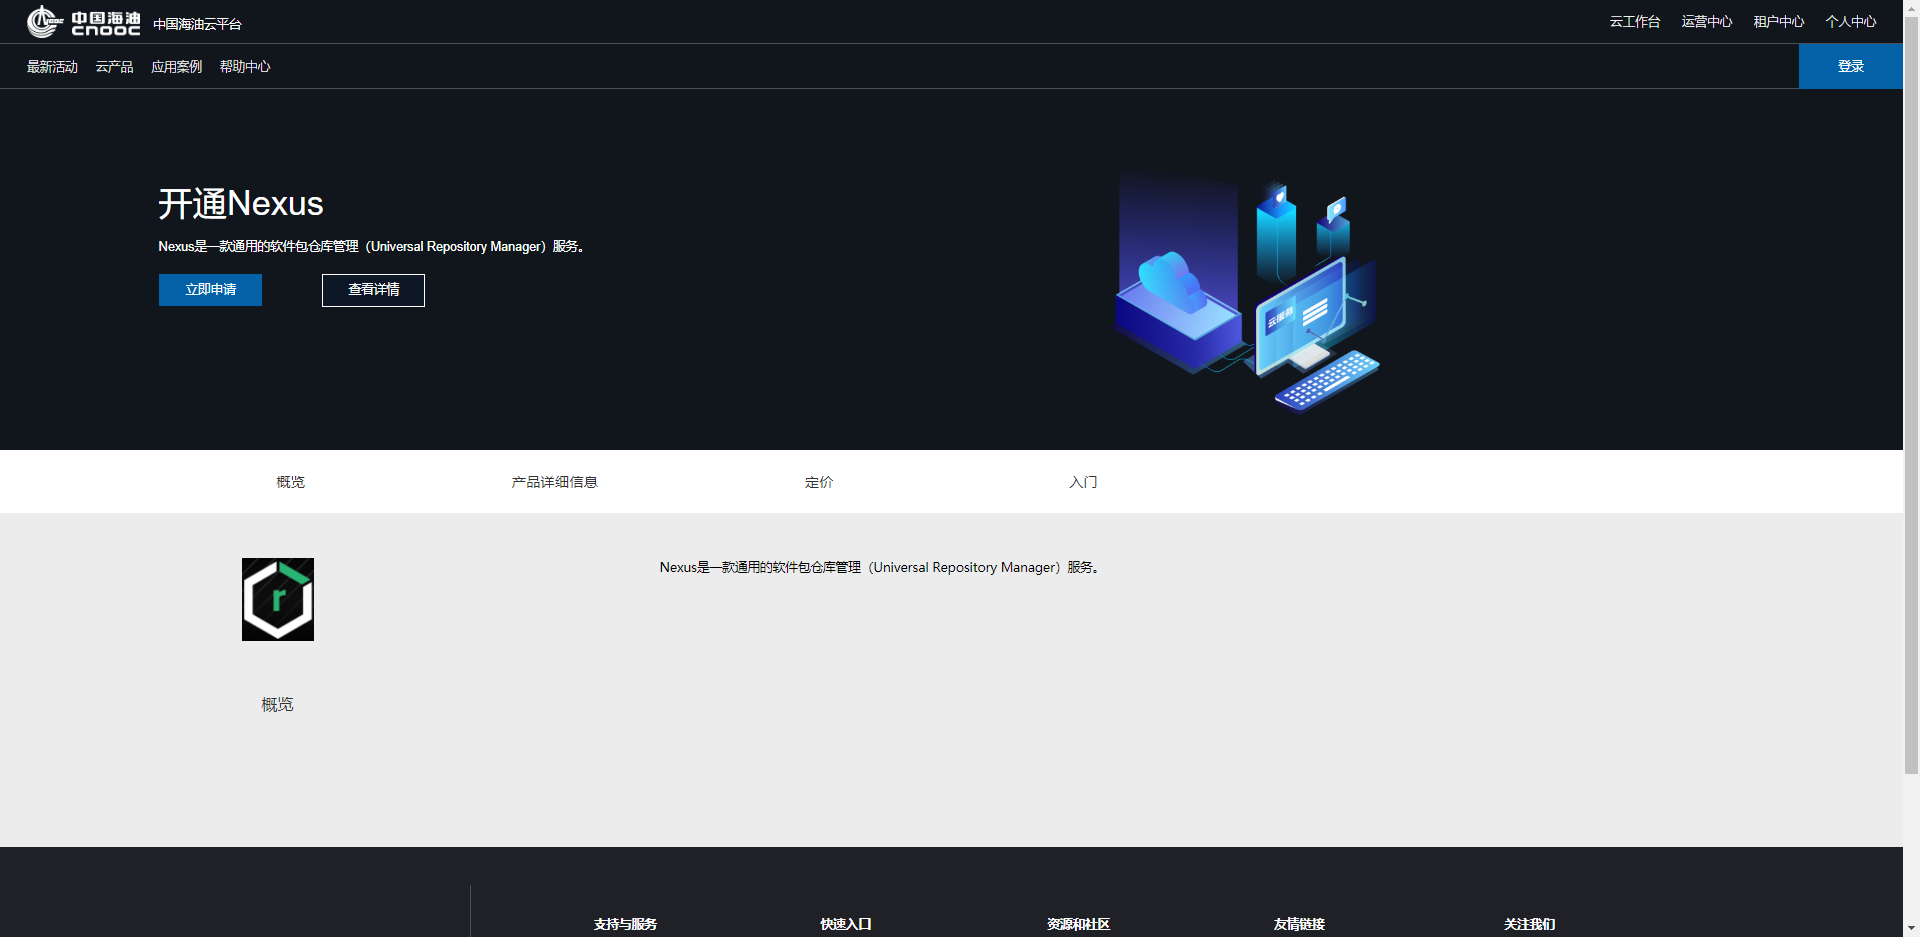 中国海油
CNOOC
中国海油云平台
云工作台 运营中心 租户中心 个人中心
最新活动 云产品 应用案例 帮助中心
登录
开通Nexus
Nexus是一款通用的软件包仓库管理（Universal Repository Manager）服务。
立即申请 查看详情
云服务
概览 产品详细信息 定价 入门
r
Nexus是一款通用的软件包仓库管理（Universal Repository Manager）服务。
概览
支持与服务 快速入口 资源和社区 友情链接 关注我们